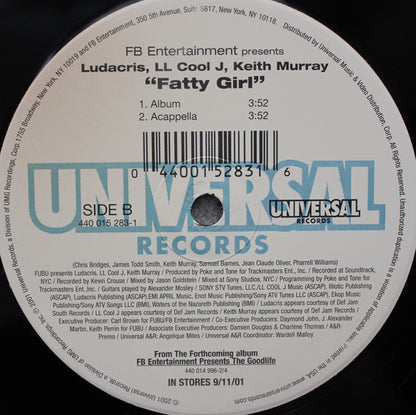 FB Entertainment presents
Ludacris, LL Cool J, Keith Murray
"Fatty Girl"
1. Album 3:52
2. Acappella 3:52
0 44001 52831 6
UNIVERSAL
RECORDS
SIDE B
440 015 283-1
UNIVERSAL
RECORDS
(Chris Bridges, James Todd Smith, Keith Murray, Samuel Barnes, Jean Claude Oliver, Pharrell Williams)
FUBU presents Ludacris, LL Cool J, Keith Murray / Produced by Poke and Tone for Trackmasters Ent., Inc. / Recorded at Soundtrack,
NYC / Recorded by Kevin Crouse / Mixed by Jason Goldstein / Mixed at Sony Studios, NYC / Programming by Poke and Tone for
Trackmasters Ent, Inc. / Guitars played by Alexander Mosley / SONY STV Tunes, LLC/LL COOL J Music (ASCAP), Illiotic Publishing
(ASCAP), Ludacris Publishing (ASCAP),EMI APRIL Music, Enot Music Publishing/Sony ATV Tunes LLC (ASCAP), Ekop Music
Publishing/Sony ATV Songs LLC (BMI), Waters of the Nazareth Publishing (BMI) / Ludacris appears courtesy of Def Jam
South Records / LL Cool J appears courtesy of Def Jam Records / Keith Murray appears courtesy of Def Jam Records /
Executive Producer: Carl Brown for FUBU/FB Entertainment / Co-Executive Producers: Daymond John, J. Alexander
Martin, Keith Perrin for FUBU / Associate Executive Producers: Damien Douglas & Charlene Thomas / A&R:
Premo / Universal A&R: Angelique Miles / Universal A&R Coordinator: Wardell Malloy
From The Forthcoming album
FB Entertainment Presents The Goodlife
440 014 996-2/4
IN STORES 9/11/01